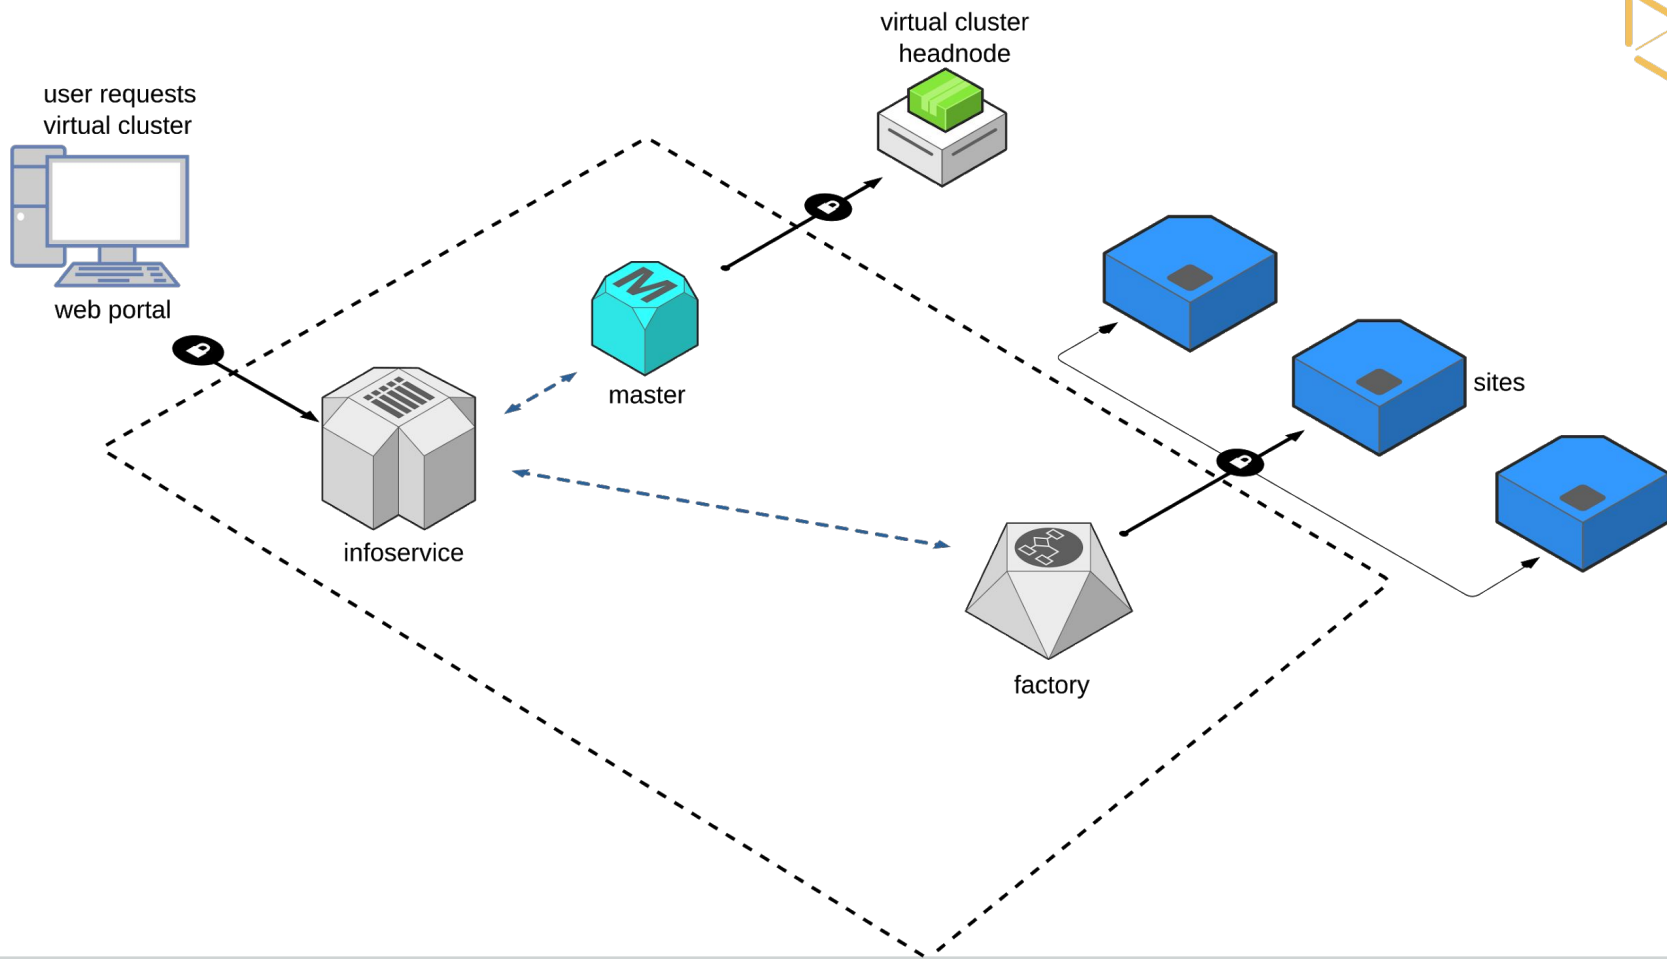 virtual cluster
headnode
user requests
virtual cluster
web portal
M
master
sites
infoservice
factory